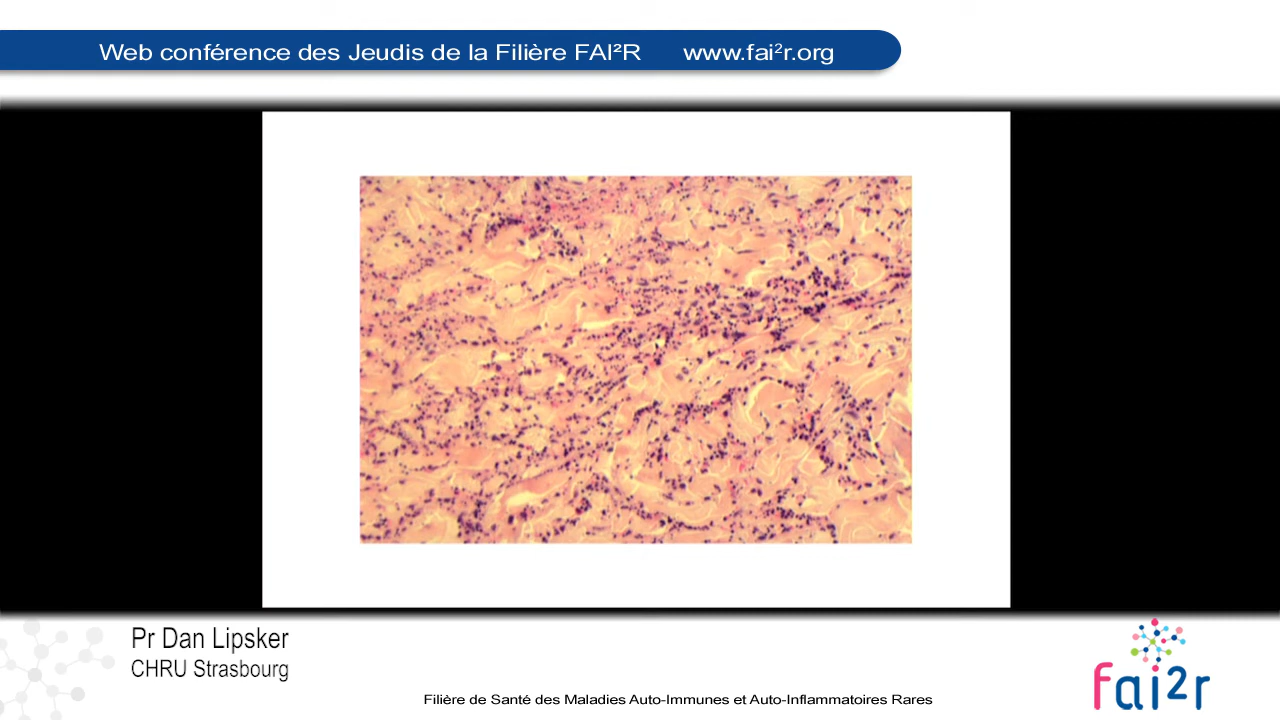 Web conférence des Jeudis de la Filière FAI²R www.fai²r.org
Pr Dan Lipsker
CHRU Strasbourg
Filière de Santé des Maladies Auto-Immunes et Auto-Inflammatoires Rares
fai2r